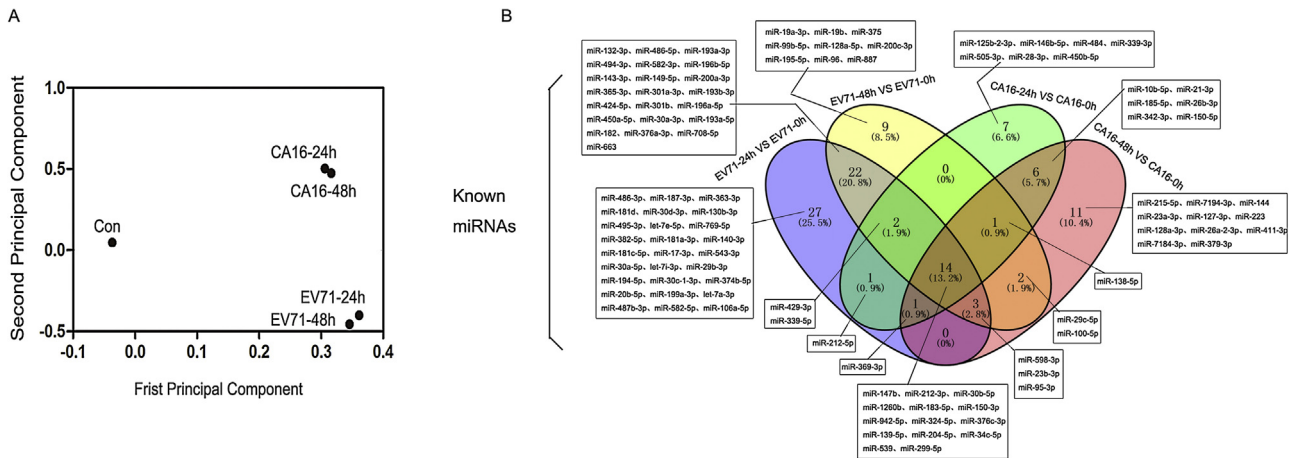 A
Second Principal Component
1.0
0.5
0.0
-0.5
-0.1
0.0
0.1
0.2
0.3
0.4
Frist Principal Component
Con
CA16-24h
CA16-48h
EV71-24h
EV71-48h
B
Known
miRNAs
miR-132-3p、miR-486-5p、miR-193a-3p
miR-494-3p、miR-582-3p、miR-196b-5p
miR-143-3p、miR-149-5p、miR-200a-3p
miR-365-3p、miR-301a-3p、miR-193b-3p
miR-424-5p、miR-301b、miR-196a-5p
miR-450a-5p、miR-30a-3p、miR-193a-5p
miR-182、miR-376a-3p、miR-708-5p
miR-663
miR-19a-3p、miR-19b、miR-375
miR-99b-5p、miR-128a-5p、miR-200c-3p
miR-195-5p、miR-96、miR-887
miR-125b-2-3p、miR-146b-5p、miR-484、miR-339-3p
miR-505-3p、miR-28-3p、miR-450b-5p
miR-10b-5p、miR-21-3p
miR-185-5p、miR-26b-3p
miR-342-3p、miR-150-5p
miR-486-3p、miR-187-3p、miR-363-3p
miR-181d、miR-30d-3p、miR-130b-3p
miR-495-3p、let-7e-5p、miR-769-5p
miR-382-5p、miR-181a-3p、miR-140-3p
miR-181c-5p、miR-17-3p、miR-543-3p
miR-30a-5p、let-7i-3p、miR-29b-3p
miR-194-5p、miR-30c-1-3p、miR-374b-5p
miR-20b-5p、miR-199a-3p、let-7a-3p
miR-487b-3p、miR-582-5p、miR-106a-5p
miR-215-5p、miR-7194-3p、miR-144
miR-23a-3p、miR-127-3p、miR-223
miR-128a-3p、miR-26a-2-3p、miR-411-3p
miR-7184-3p、miR-379-3p
EV71-24h VS EV71-0h
EV71-48h VS EV71-0h
CA16-24h VS CA16-0h
CA16-48h VS CA16-0h
9
(8.5%)
7
(6.6%)
22
(20.8%)
0
(0%)
6
(5.7%)
27
(25.5%)
2
(1.9%)
1
(0.9%)
11
(10.4%)
1
(0.9%)
14
(13.2%)
2
(1.9%)
1
(0.9%)
3
(2.8%)
0
(0%)
miR-429-3p
miR-339-5p
miR-212-5p
miR-369-3p
miR-138-5p
miR-29c-5p
miR-100-5p
miR-598-3p
miR-23b-3p
miR-95-3p
miR-147b、miR-212-3p、miR-30b-5p
miR-1260b、miR-183-5p、miR-150-3p
miR-942-5p、miR-324-5p、miR-376c-3p
miR-139-5p、miR-204-5p、miR-34c-5p
miR-539、miR-299-5p